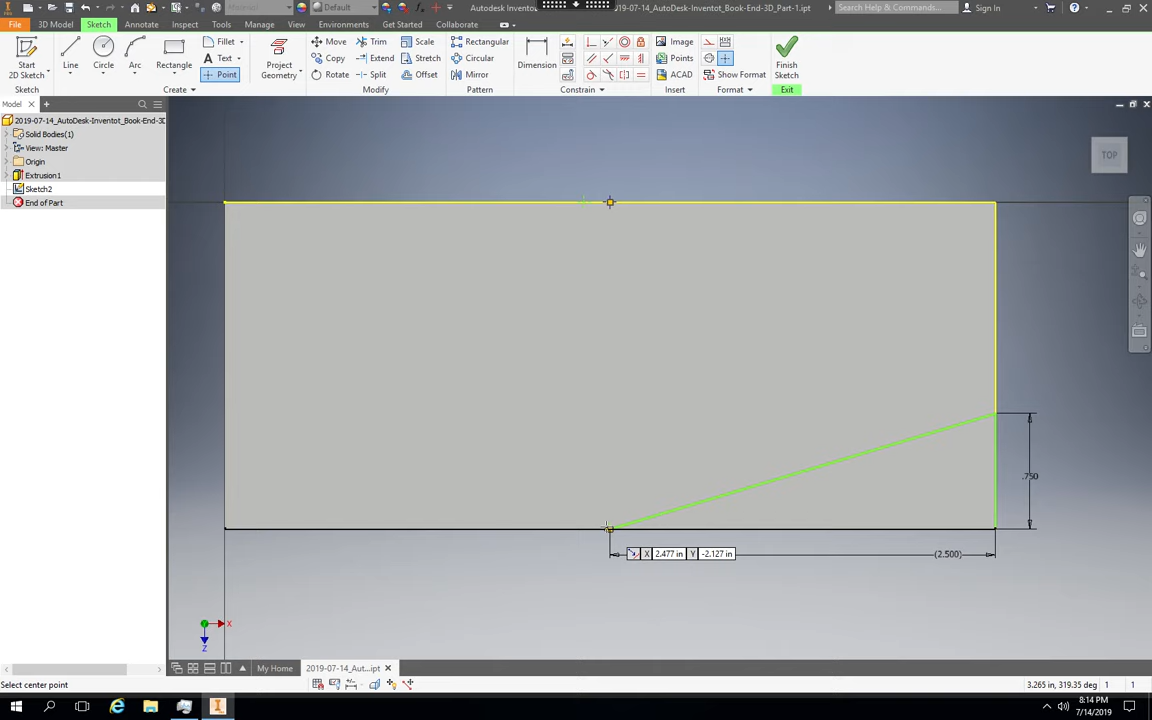 Material
Default
Autodesk Inventor
2019-07-14_AutoDesk-Inventot_Book-End-3D_Part-1.ipt
Search Help & Commands...
Sign In
File
3D Model
Sketch
Annotate
Inspect
Tools
Manage
View
Environments
Get Started
Collaborate
Start
2D Sketch
Line
Circle
Arc
Rectangle
Fillet
Text
Point
Project
Geometry
Move
Copy
Rotate
Trim
Extend
Split
Scale
Stretch
Offset
Rectangular
Circular
Mirror
Dimension
Image
Points
ACAD
Show Format
Finish
Sketch
Sketch
Create
Modify
Pattern
Constrain
Insert
Format
Exit
Model
2019-07-14_AutoDesk-Inventot_Book-End-3D
Solid Bodies(1)
View: Master
Origin
Extrusion1
Sketch2
End of Part
TOP
.750
(2.500)
X 2.477 in Y -2.127 in
X
Z
My Home
2019-07-14_Aut...ipt
Select center point
3.265 in, 319.35 deg 1 1
8:14 PM
7/14/2019